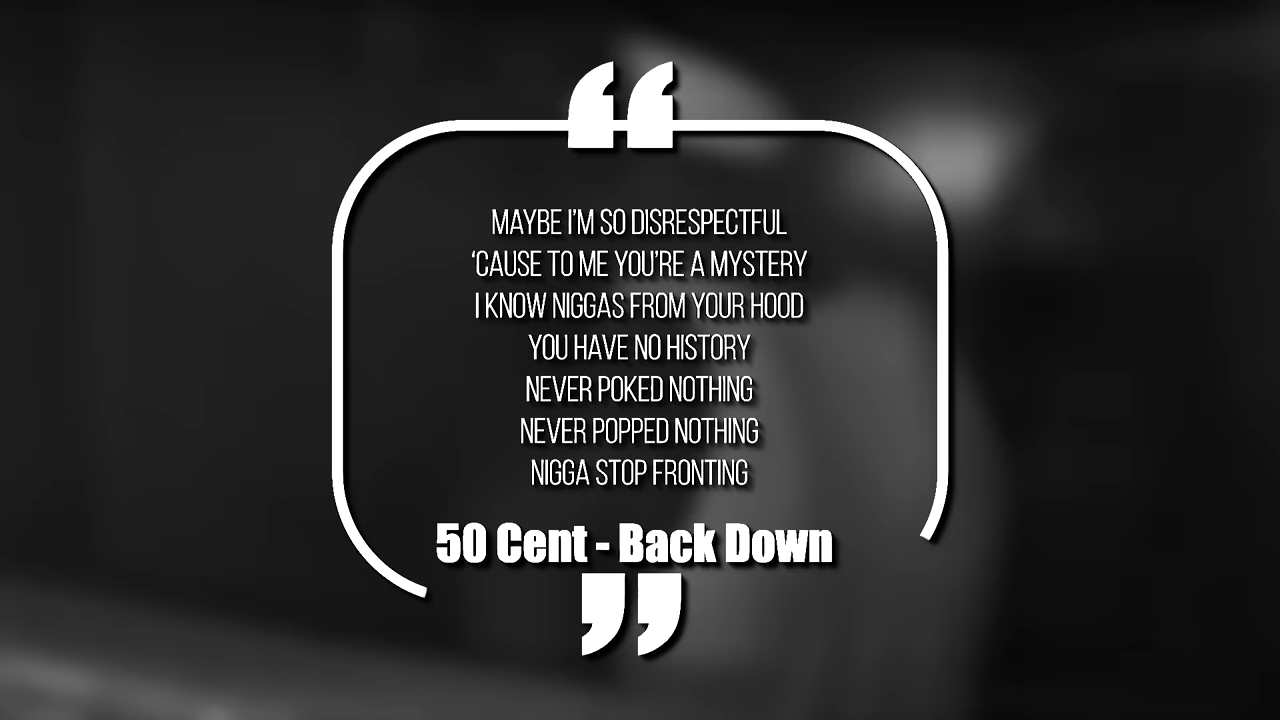 “
MAYBE I'M SO DISRESPECTFUL
‘CAUSE TO ME YOU'RE A MYSTERY
I KNOW NIGGAS FROM YOUR HOOD
YOU HAVE NO HISTORY
NEVER POKED NOTHING
NEVER POPPED NOTHING
NIGGA STOP FRONTING
50 Cent - Back Down
”